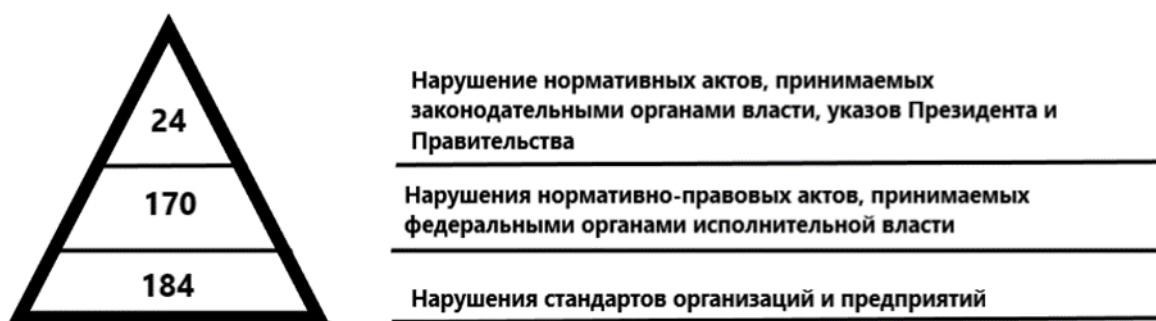 24
Нарушение нормативных актов, принимаемых
законодательными органами власти, указов Президента и
Правительства
170
Нарушения нормативно-правовых актов, принимаемых
федеральными органами исполнительной власти
184
Нарушения стандартов организаций и предприятий